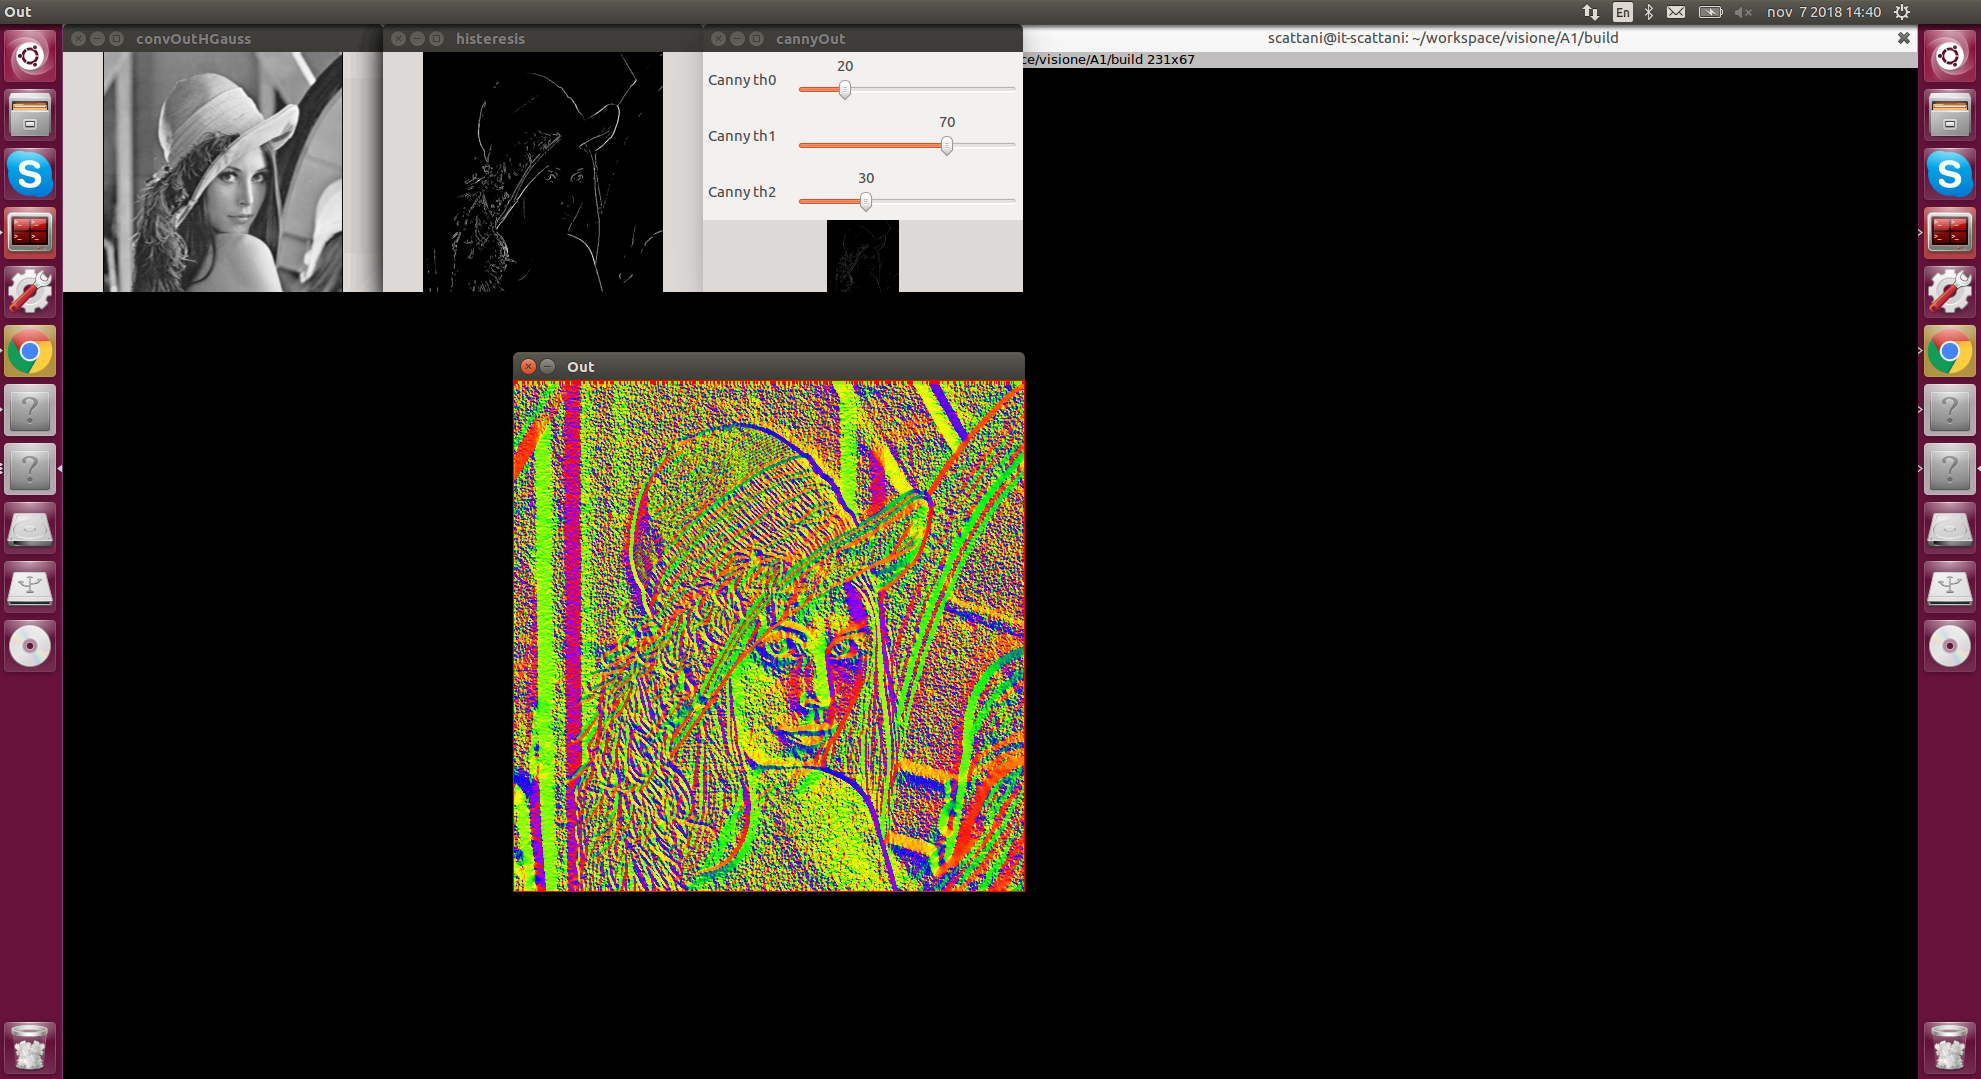 Out
En
nov 7 2018 14:40
convOutHGauss
histeresis
cannyOut
scattani@it-scattani: ~/workspace/visione/A1/build
ce/visione/A1/build 231x67
20
Canny th0
70
Canny th1
30
Canny th2
Out